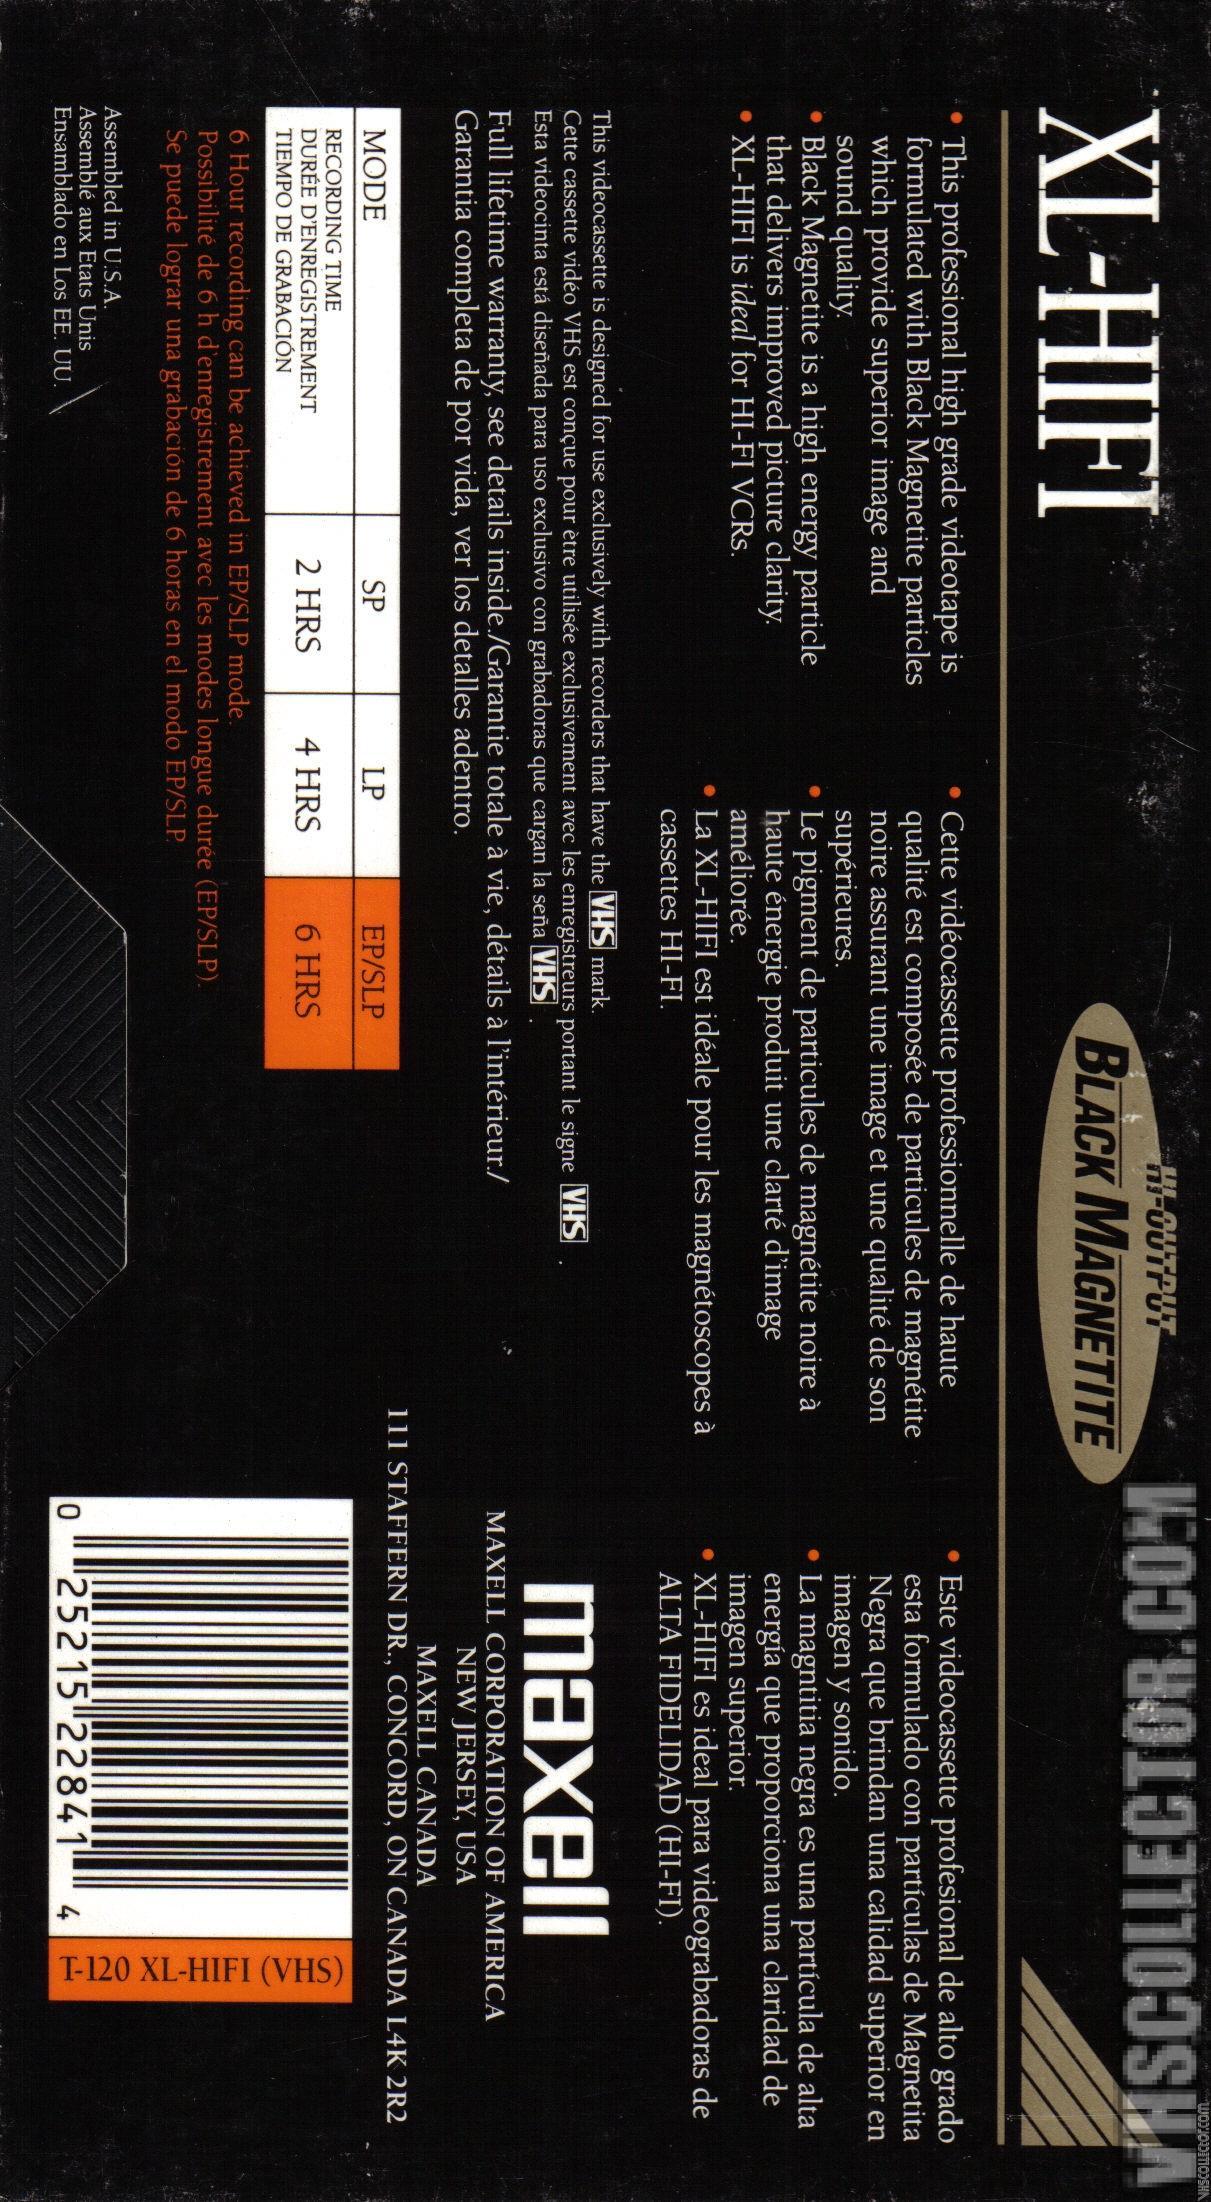 XL-HIFI
HI-OUTPUT
BLACK MAGNETITE
• This professional high grade videotape is
formulated with Black Magnetite particles
which provide superior image and
sound quality.
• Black Magnetite is a high energy particle
that delivers improved picture clarity.
• XL-HIFI is ideal for HI-FI VCRs.
• Cette vidéocassette professionnelle de haute
qualité est composée de particules de magnétite
noire assurant une image et une qualité de son
supérieures.
• Le pigment de particules de magnétite noire à
haute énergie produit une clarté d'image
améliorée.
• La XL-HIFI est idéale pour les magnétoscopes à
cassettes HI-FI.
• Este videocassette profesional de alto grado
esta formulado con partículas de Magnetita
Negra que brindan una calidad superior en
imagen y sonido.
• La magntitia negra es una partícula de alta
energía que proporciona una claridad de
imagen superior.
• XL-HIFI es ideal para videograbadoras de
ALTA FIDELIDAD (HI-FI).
This videocassette is designed for use exclusively with recorders that have the VHS mark.
Cette cassette vidéo VHS est conçue pour être utilisée exclusivement avec les enregistreurs portant le signe VHS.
Esta videocinta está diseñada para uso exclusivo con grabadoras que cargan la seña VHS.
Full lifetime warranty, see details inside./Garantie totale à vie, détails à l'intérieur./
Garantia completa de por vida, ver los detalles adentro.
MODE SP LP EP/SLP
RECORDING TIME
DURÉE D'ENREGISTREMENT
TIEMPO DE GRABACIÓN
2 HRS 4 HRS 6 HRS
6 Hour recording can be achieved in EP/SLP mode.
Possibilité de 6 h d'enregistrement avec les modes longue durée (EP/SLP).
Se puede lograr una grabación de 6 horas en el modo EP/SLP.
Assembled in U.S.A.
Assemblé aux Etats Unis
Ensamblado en Los EE. UU.
maxell
MAXELL CORPORATION OF AMERICA
NEW JERSEY, USA
MAXELL CANADA
111 STAFFERN DR., CONCORD, ON CANADA L4K 2R2
0 25215 22841 4
T-120 XL-HIFI (VHS)
VHSCOLLECTOR.COM
VHSCOLLECTOR.COM